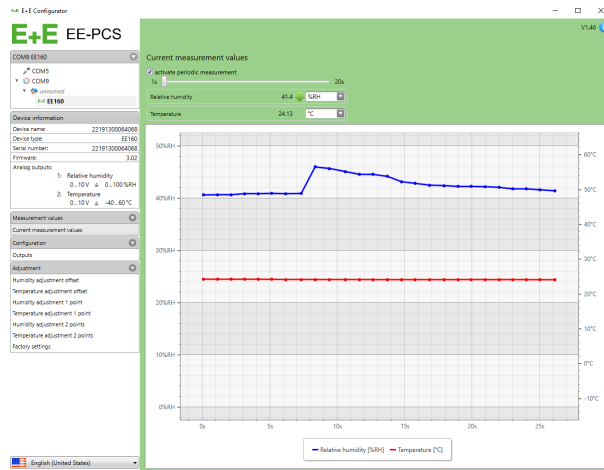 E+E E+E Configurator
E+E EE-PCS
V1.46
COM9 EE160
COM5
COM9
unnamed
E+E EE160
Device information
Device name: 22191300064068
Device type: EE160
Serial number: 22191300064068
Firmware: 3.02
Analog outputs:
1: Relative humidity
0...10 V ≙ 0...100 %RH
2: Temperature
0...10 V ≙ -40...60 °C
Measurement values
Current measurement values
Configuration
Outputs
Adjustment
Humidity adjustment offset
Temperature adjustment offset
Humidity adjustment 1 point
Temperature adjustment 1 point
Humidity adjustment 2 points
Temperature adjustment 2 points
Factory settings
English (United States)
Current measurement values
activate periodic measurement
1s 20s
Relative humidity 41.4 %RH
Temperature 24.13 °C
50%RH
40%RH
30%RH
20%RH
10%RH
0%RH
60°C
50°C
40°C
30°C
20°C
10°C
0°C
-10°C
0s 5s 10s 15s 20s 25s
Relative humidity [%RH] Temperature [°C]